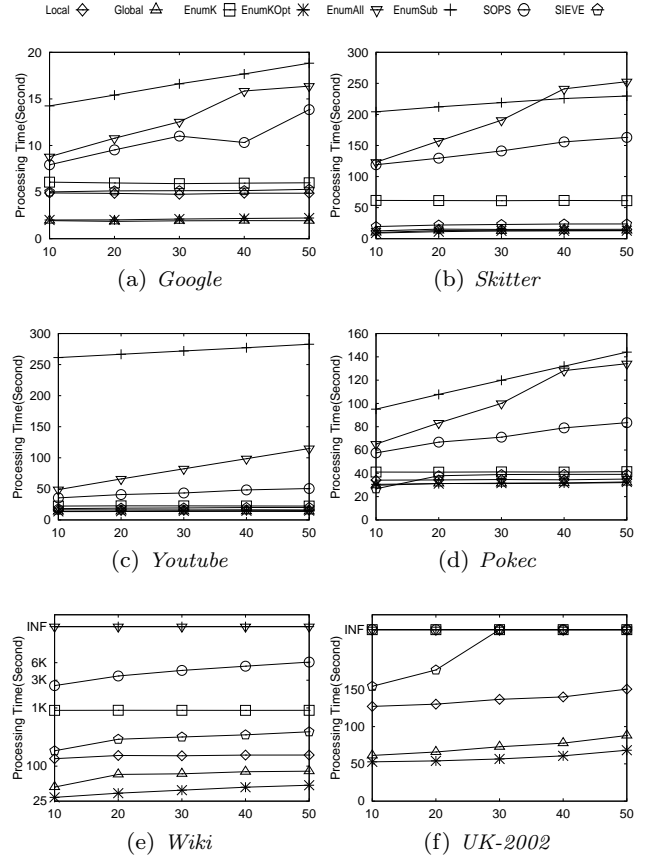 Local Global EnumK EnumKOpt EnumAll EnumSub SOPS SIEVE
Processing Time(Second)
20
15
10
5
0
10 20 30 40 50
(a) Google
Processing Time(Second)
300
250
200
150
100
50
0
10 20 30 40 50
(b) Skitter
Processing Time(Second)
300
250
200
150
100
50
0
10 20 30 40 50
(c) Youtube
Processing Time(Second)
160
140
120
100
80
60
40
20
0
10 20 30 40 50
(d) Pokec
Processing Time(Second)
INF
6K
3K
1K
100
25
10 20 30 40 50
(e) Wiki
Processing Time(Second)
INF
150
100
50
0
10 20 30 40 50
(f) UK-2002